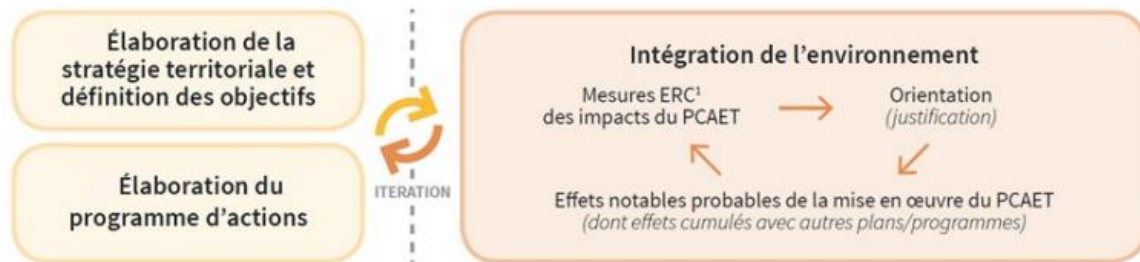 Élaboration de la
stratégie territoriale et
définition des objectifs
Élaboration du
programme d'actions
ITERATION
Intégration de l'environnement
Mesures ERC¹
des impacts du PCAET
Orientation
(justification)
Effets notables probables de la mise en œuvre du PCAET
(dont effets cumulés avec autres plans/programmes)